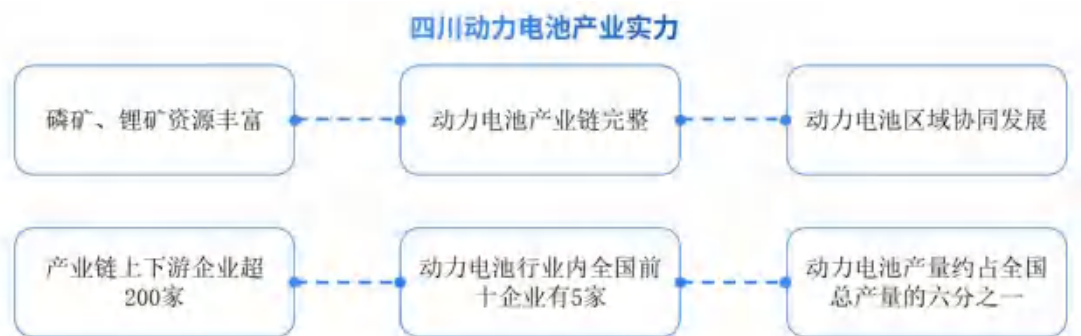 四川动力电池产业实力
磷矿、锂矿资源丰富
动力电池产业链完整
动力电池区域协同发展
产业链上下游企业超
200家
动力电池行业内全国前
十企业有5家
动力电池产量约占全国
总产量的六分之一